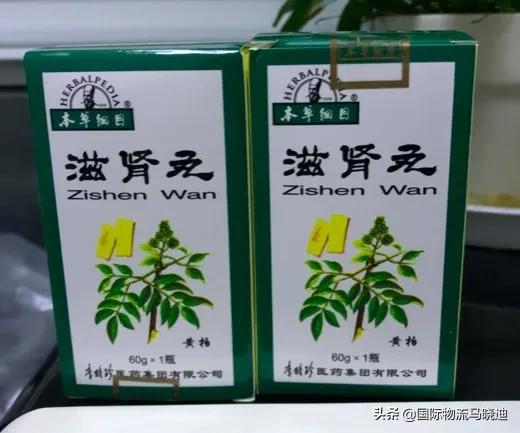 HERBALPEDIA
本草纲目
滋肾丸
Zishen Wan
黄柏
60g×1瓶
李时珍医药集团有限公司
HERBALPEDIA
本草纲目
滋肾丸
Zishen Wan
黄柏
60g×1瓶
李时珍医药集团有限公司
头条 @国际物流马晓迪